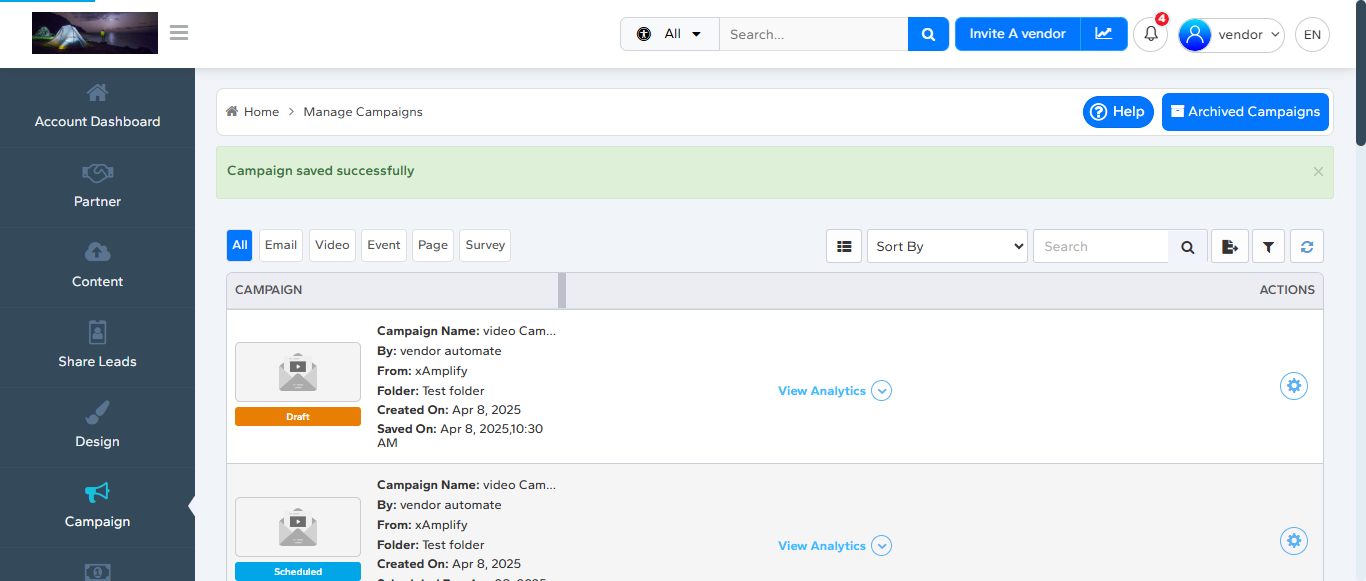 All
Search...
Invite A vendor
4
vendor
EN
Account Dashboard
Partner
Content
Share Leads
Design
Campaign
Home > Manage Campaigns
Help
Archived Campaigns
Campaign saved successfully
×
All
Email
Video
Event
Page
Survey
Sort By
Search
CAMPAIGN
ACTIONS
Draft
Campaign Name: video Cam...
By: vendor automate
From: xAmplify
Folder: Test folder
Created On: Apr 8, 2025
Saved On: Apr 8, 2025,10:30
AM
View Analytics
Scheduled
Campaign Name: video Cam...
By: vendor automate
From: xAmplify
Folder: Test folder
Created On: Apr 8, 2025
View Analytics